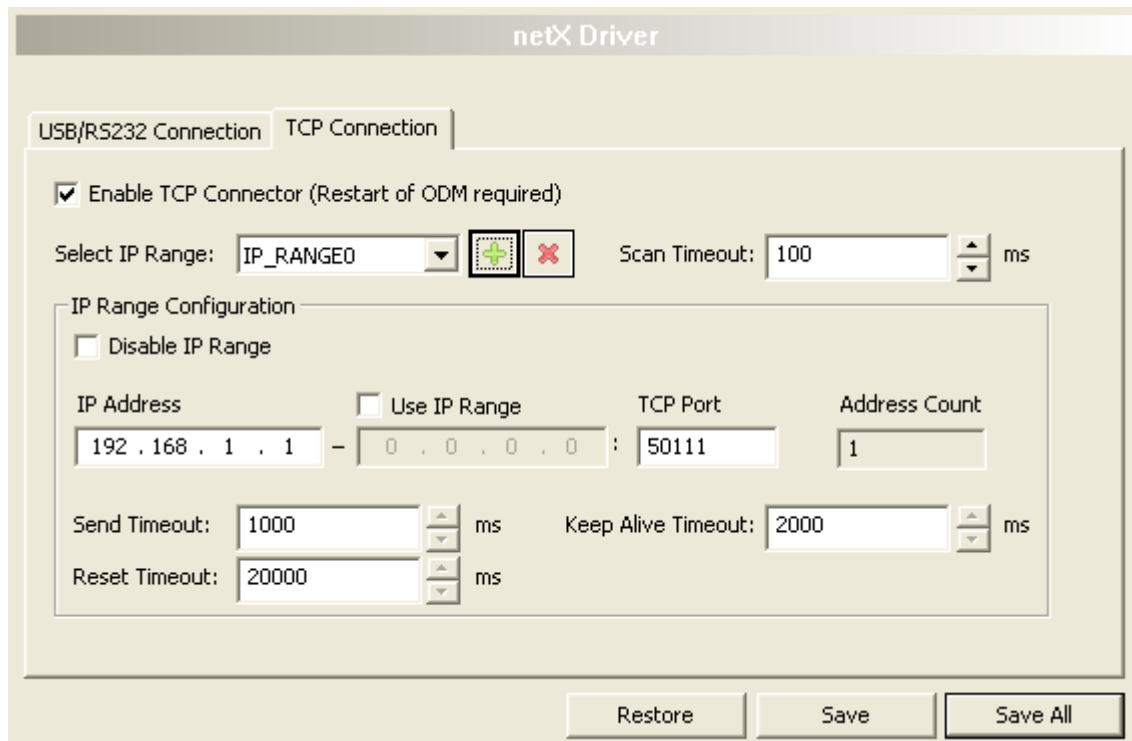 netX Driver
USB/RS232 Connection TCP Connection
Enable TCP Connector (Restart of ODM required)
Select IP Range: IP_RANGE0 Scan Timeout: 100 ms
IP Range Configuration
Disable IP Range
IP Address Use IP Range TCP Port Address Count
192 . 168 . 1 . 1 – 0 . 0 . 0 . 0 : 50111 1
Send Timeout: 1000 ms Keep Alive Timeout: 2000 ms
Reset Timeout: 20000 ms
Restore Save Save All